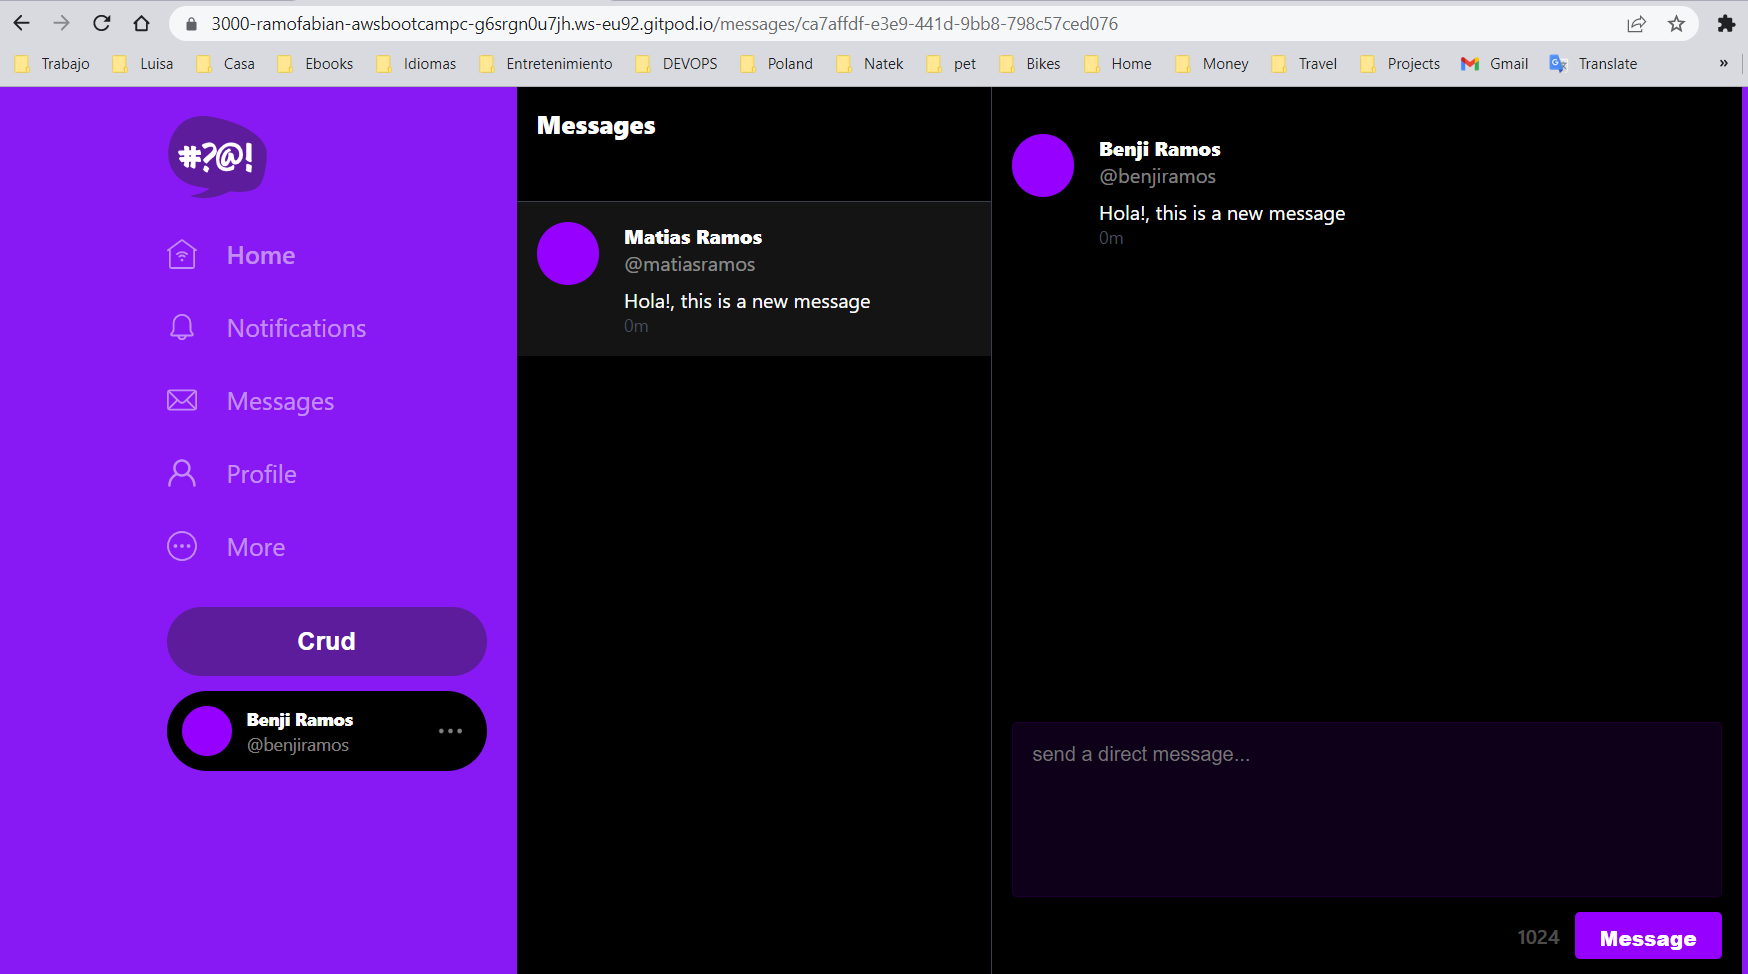 3000-ramofabian-awsbootcampc-g6srgn0u7jh.ws-eu92.gitpod.io/messages/ca7affdf-e3e9-441d-9bb8-798c57ced076
Trabajo Luisa Casa Ebooks Idiomas Entretenimiento DEVOPS Poland Natek pet Bikes Home Money Travel Projects Gmail Translate »
#?@!
Home
Notifications
Messages
Profile
More
Crud
Benji Ramos
@benjiramos
Messages
Matias Ramos
@matiasramos
Hola!, this is a new message
0m
Benji Ramos
@benjiramos
Hola!, this is a new message
0m
send a direct message...
1024 Message